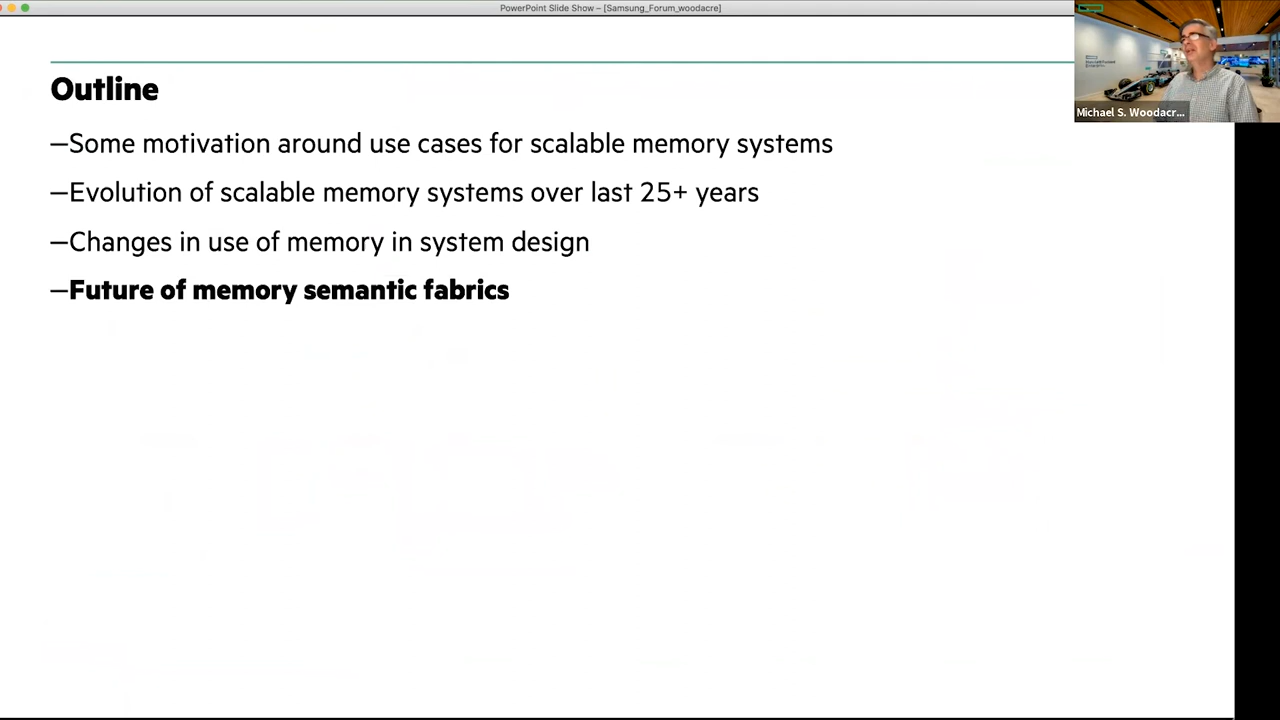 PowerPoint Slide Show – [Samsung_Forum_woodacre]
Outline
–Some motivation around use cases for scalable memory systems
–Evolution of scalable memory systems over last 25+ years
–Changes in use of memory in system design
–Future of memory semantic fabrics
Michael S. Woodacr...